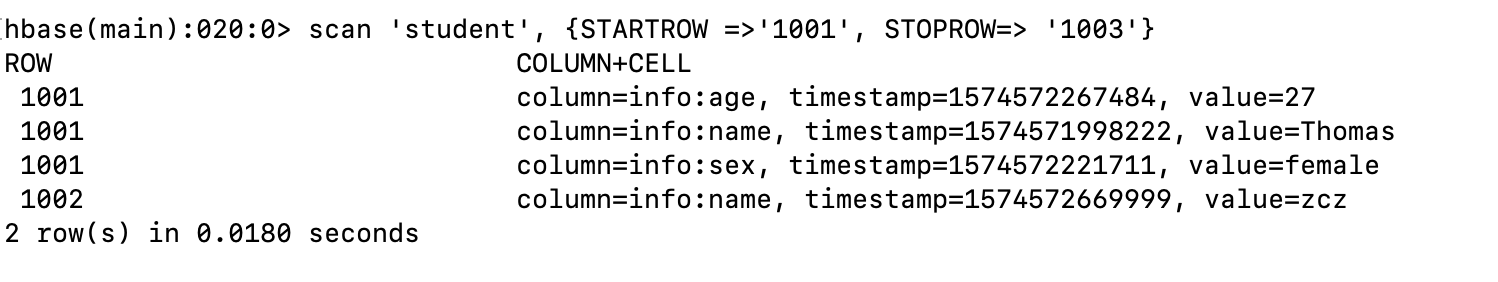 hbase(main):020:0> scan 'student', {STARTROW =>'1001', STOPROW=> '1003'}
ROW COLUMN+CELL
1001 column=info:age, timestamp=1574572267484, value=27
1001 column=info:name, timestamp=1574571998222, value=Thomas
1001 column=info:sex, timestamp=1574572221711, value=female
1002 column=info:name, timestamp=1574572669999, value=zcz
2 row(s) in 0.0180 seconds